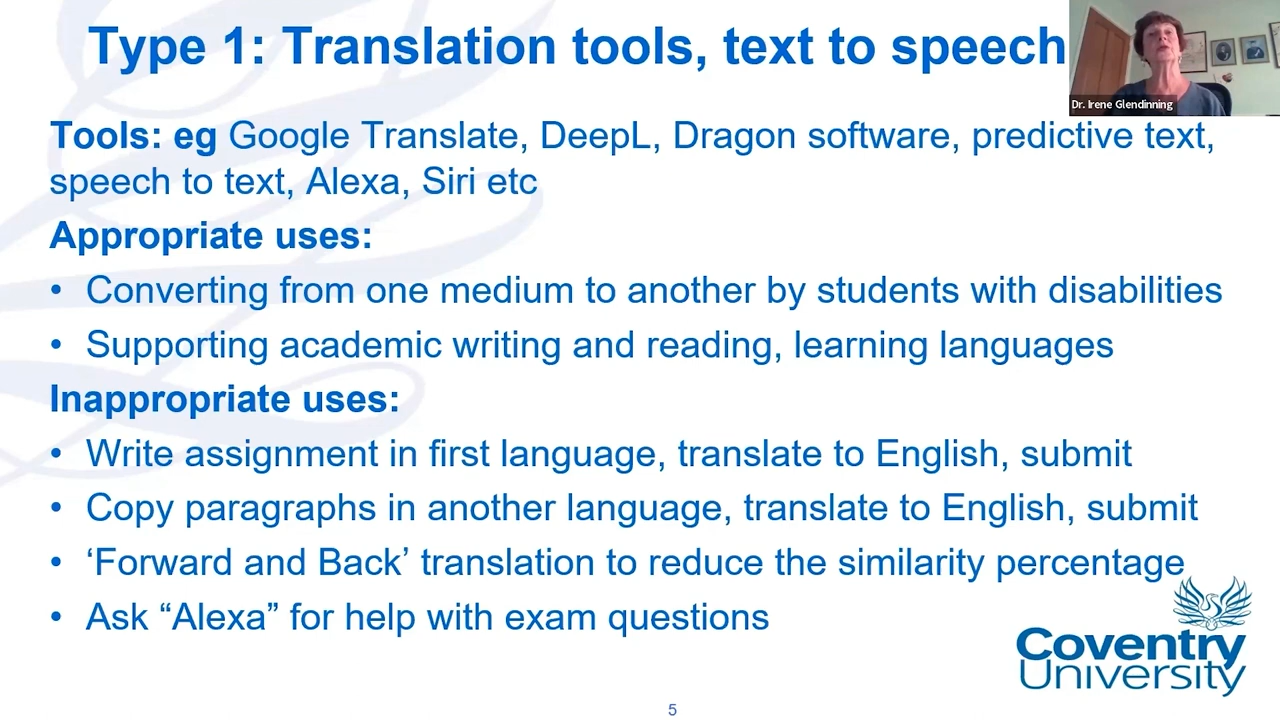 Type 1: Translation tools, text to speech
Dr. Irene Glendinning
Tools: eg Google Translate, DeepL, Dragon software, predictive text,
speech to text, Alexa, Siri etc
Appropriate uses:
• Converting from one medium to another by students with disabilities
• Supporting academic writing and reading, learning languages
Inappropriate uses:
• Write assignment in first language, translate to English, submit
• Copy paragraphs in another language, translate to English, submit
• ‘Forward and Back’ translation to reduce the similarity percentage
• Ask “Alexa” for help with exam questions
Coventry
University
5